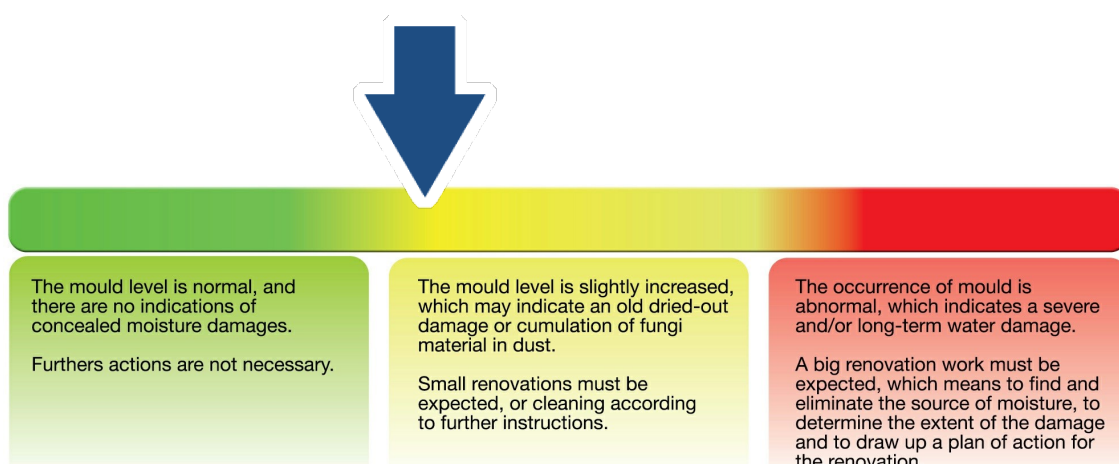 The mould level is normal, and
there are no indications of
concealed moisture damages.
Furthers actions are not necessary.
The mould level is slightly increased,
which may indicate an old dried-out
damage or cumulation of fungi
material in dust.
Small renovations must be
expected, or cleaning according
to further instructions.
The occurrence of mould is
abnormal, which indicates a severe
and/or long-term water damage.
A big renovation work must be
expected, which means to find and
eliminate the source of moisture, to
determine the extent of the damage
and to draw up a plan of action for
the renovation